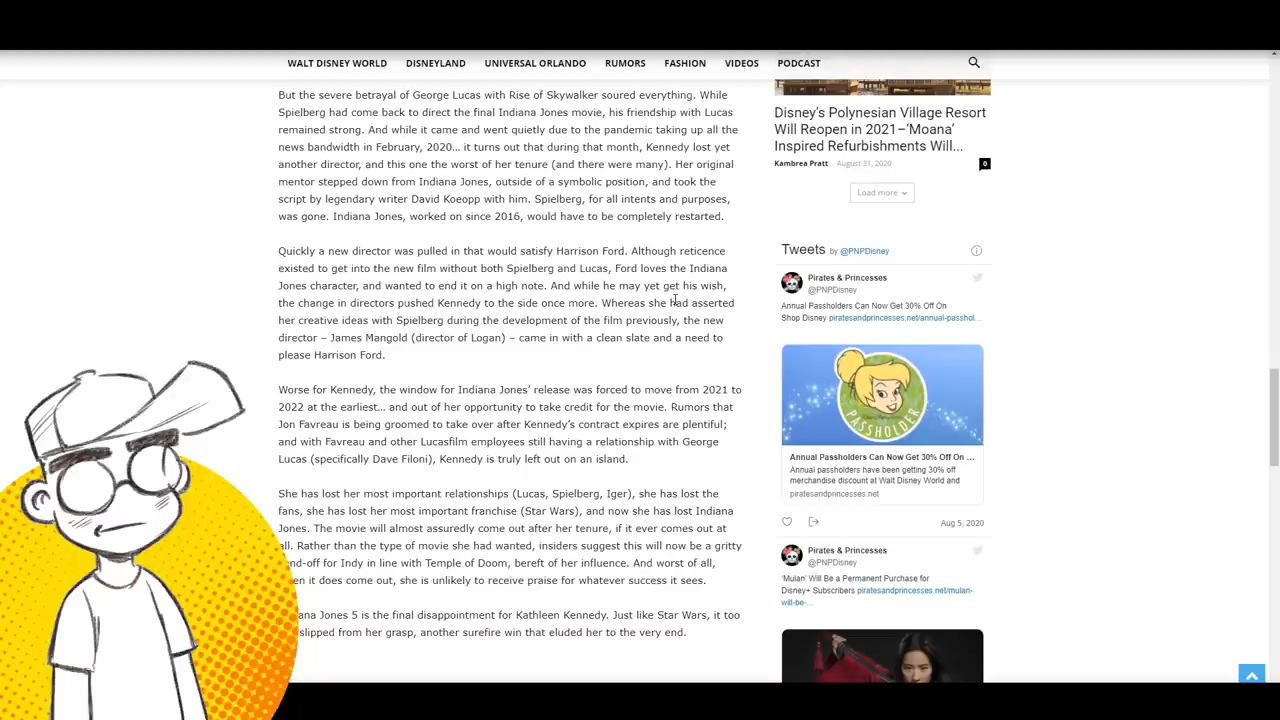 WALT DISNEY WORLD DISNEYLAND UNIVERSAL ORLANDO RUMORS FASHION VIDEOS PODCAST
But the severe betrayal of George Lucas with Rise of Skywalker soured everything. While
Spielberg had come back to direct the final Indiana Jones movie, his friendship with Lucas
remained strong. And while it came and went quietly due to the pandemic taking up all the
news bandwidth in February, 2020… it turns out that during that month, Kennedy lost yet
another director, and this one the worst of her tenure (and there were many). Her original
mentor stepped down from Indiana Jones, outside of a symbolic position, and took the
script by legendary writer David Koeopp with him. Spielberg, for all intents and purposes,
was gone. Indiana Jones, worked on since 2016, would have to be completely restarted.
Quickly a new director was pulled in that would satisfy Harrison Ford. Although reticence
existed to get into the new film without both Spielberg and Lucas, Ford loves the Indiana
Jones character, and wanted to end it on a high note. And while he may yet get his wish,
the change in directors pushed Kennedy to the side once more. Whereas she had asserted
her creative ideas with Spielberg during the development of the film previously, the new
director – James Mangold (director of Logan) – came in with a clean slate and a need to
please Harrison Ford.
Worse for Kennedy, the window for Indiana Jones' release was forced to move from 2021 to
2022 at the earliest… and out of her opportunity to take credit for the movie. Rumors that
Jon Favreau is being groomed to take over after Kennedy's contract expires are plentiful;
and with Favreau and other Lucasfilm employees still having a relationship with George
Lucas (specifically Dave Filoni), Kennedy is truly left out on an island.
She has lost her most important relationships (Lucas, Spielberg, Iger), she has lost the
fans, she has lost her most important franchise (Star Wars), and now she has lost Indiana
Jones. The movie will almost assuredly come out after her tenure, if it ever comes out at
all. Rather than the type of movie she had wanted, insiders suggest this will now be a gritty
end-off for Indy in line with Temple of Doom, bereft of her influence. And worst of all,
en it does come out, she is unlikely to receive praise for whatever success it sees.
ana Jones 5 is the final disappointment for Kathleen Kennedy. Just like Star Wars, it too
slipped from her grasp, another surefire win that eluded her to the very end.
Disney's Polynesian Village Resort
Will Reopen in 2021–'Moana'
Inspired Refurbishments Will...
Kambrea Pratt August 31, 2020 0
Load more
Tweets by @PNPDisney
Pirates & Princesses
@PNPDisney
Annual Passholders Can Now Get 30% Off On
Shop Disney piratesandprincesses.net/annual-passhol…
PASSHOLDER
Annual Passholders Can Now Get 30% Off On …
Annual passholders have been getting 30% off
merchandise discount at Walt Disney World and
piratesandprincesses.net
Aug 5, 2020
Pirates & Princesses
@PNPDisney
'Mulan' Will Be a Permanent Purchase for
Disney+ Subscribers piratesandprincesses.net/mulan-
will-be-…